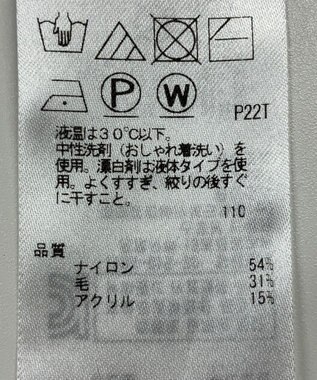 P W P22T
液温は30℃以下。
中性洗剤（おしゃれ着洗い）を
使用。漂白剤は液体タイプを使
用。よくすすぎ、絞りの後すぐ
に干すこと。
110
品質
ナイロン 54%
毛 31%
アクリル 15%